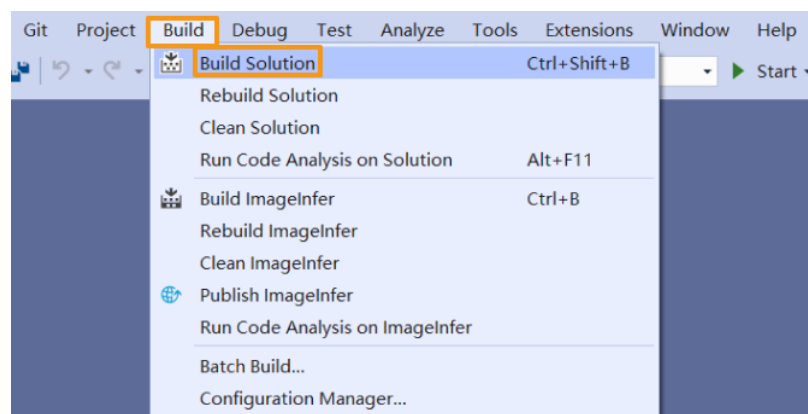 Git Project Build Debug Test Analyze Tools Extensions Window Help
Build Solution Ctrl+Shift+B
Start
Rebuild Solution
Clean Solution
Run Code Analysis on Solution Alt+F11
Build ImageInfer Ctrl+B
Rebuild ImageInfer
Clean ImageInfer
Publish ImageInfer
Run Code Analysis on ImageInfer
Batch Build...
Configuration Manager...